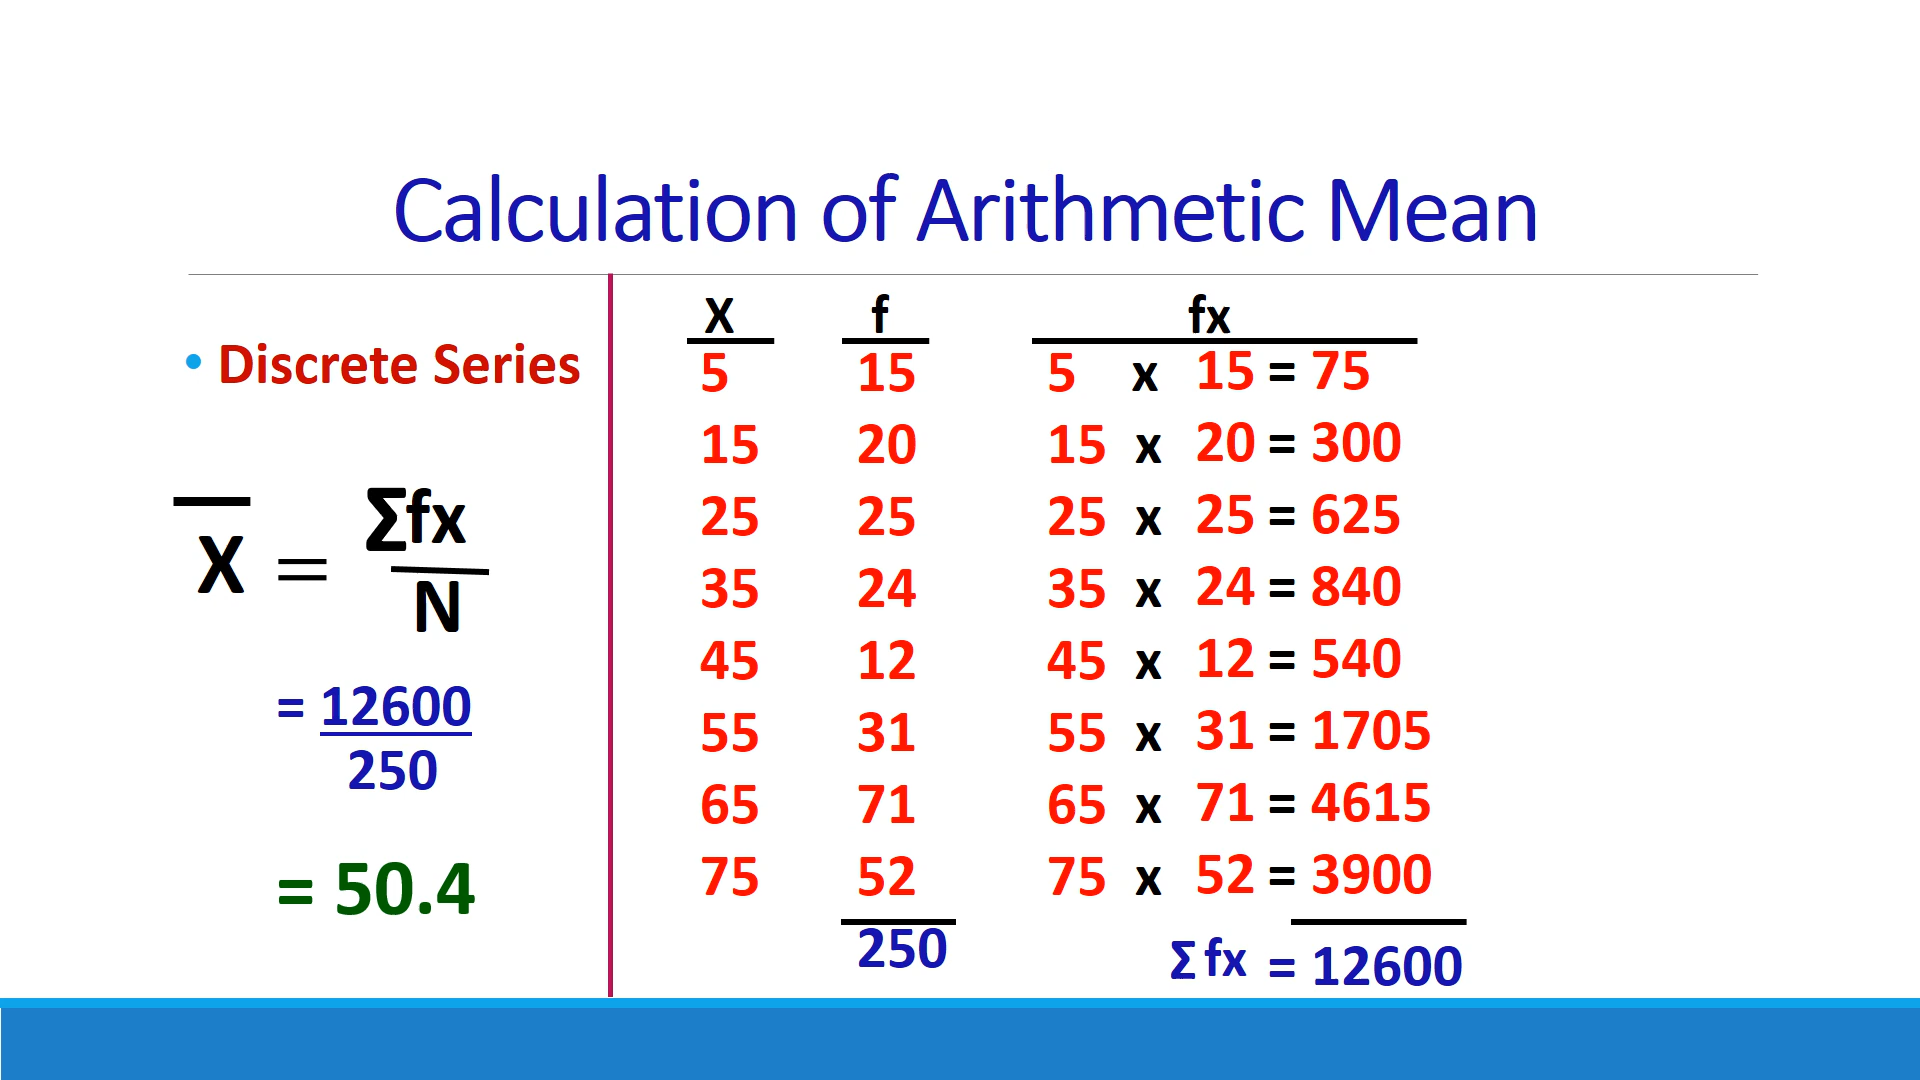 Calculation of Arithmetic Mean
• Discrete Series
X = Σfx
N
= 12600
250
= 50.4
X f fx
5 15 5 x 15 = 75
15 20 15 x 20 = 300
25 25 25 x 25 = 625
35 24 35 x 24 = 840
45 12 45 x 12 = 540
55 31 55 x 31 = 1705
65 71 65 x 71 = 4615
75 52 75 x 52 = 3900
250 Σ fx = 12600